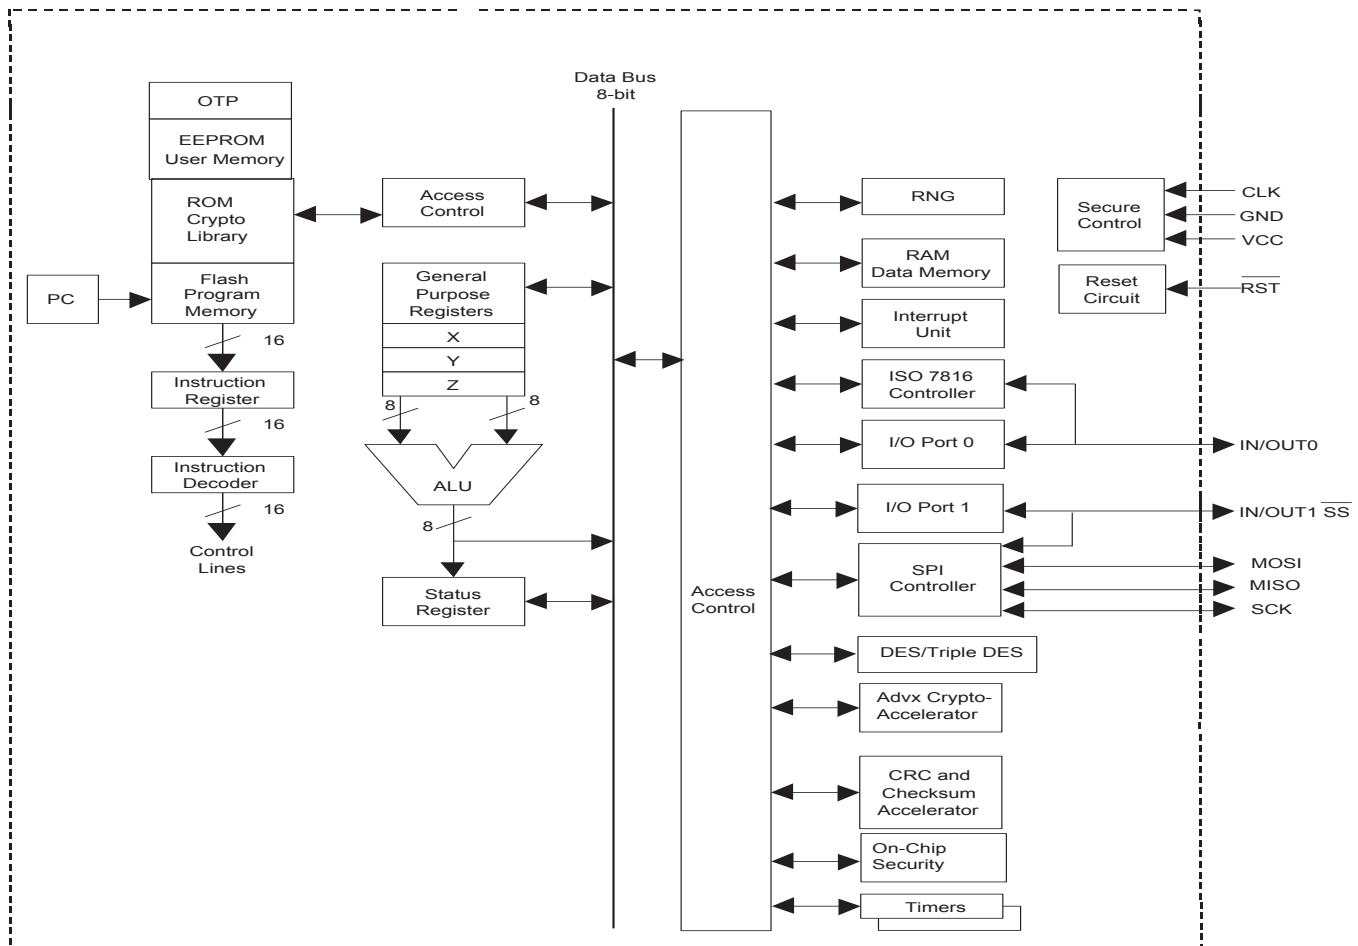 Data Bus
8-bit
OTP
EEPROM
User Memory
ROM
Crypto
Library
Flash
Program
Memory
PC
16
Instruction
Register
16
Instruction
Decoder
16
Control
Lines
Access
Control
General
Purpose
Registers
X
Y
Z
8
8
ALU
8
Status
Register
Access
Control
RNG
RAM
Data Memory
Interrupt
Unit
ISO 7816
Controller
I/O Port 0
I/O Port 1
SPI
Controller
DES/Triple DES
Advx Crypto-
Accelerator
CRC and
Checksum
Accelerator
On-Chip
Security
Timers
Secure
Control
Reset
Circuit
CLK
GND
VCC
RST
IN/OUT0
IN/OUT1 SS
MOSI
MISO
SCK